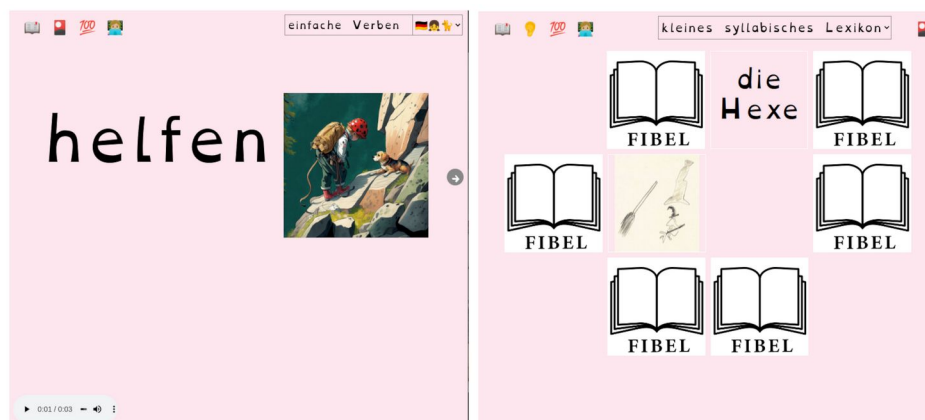 einfache Verben
helfen
0:01 / 0:03
kleines syllabisches Lexikon
FIBEL
die
Hexe
FIBEL
FIBEL
FIBEL
FIBEL
FIBEL